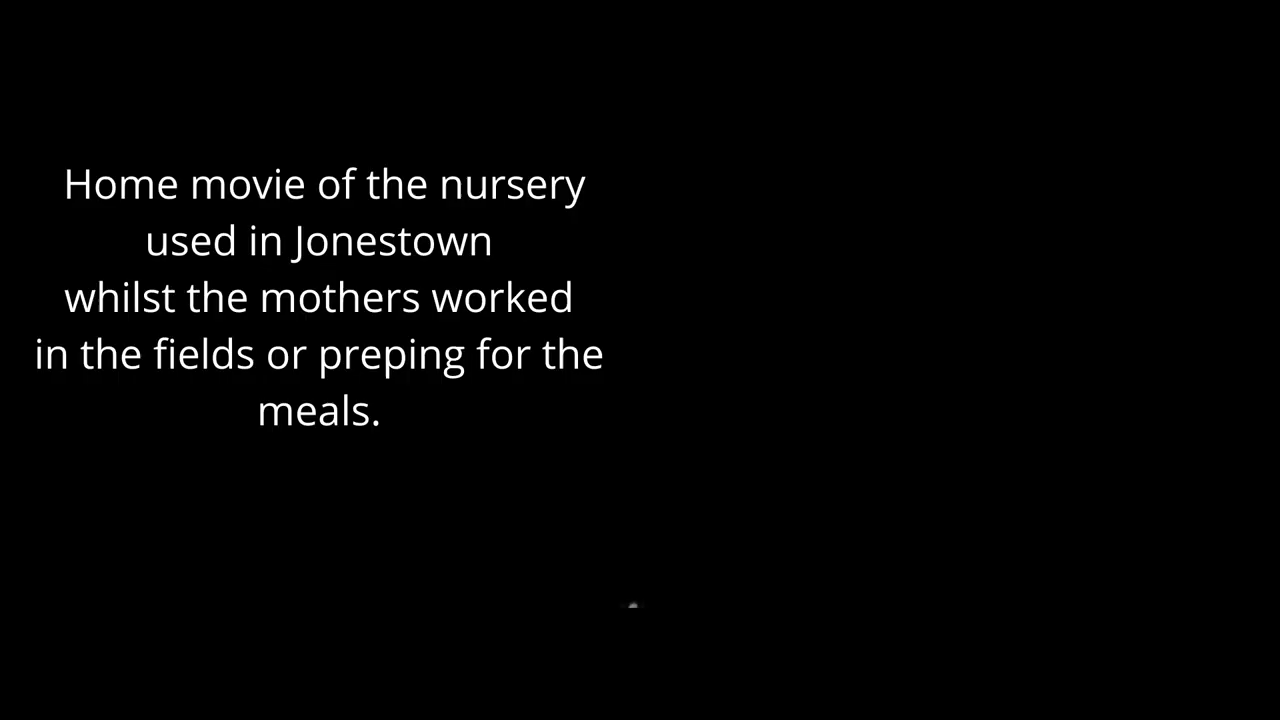 Home movie of the nursery
used in Jonestown
whilst the mothers worked
in the fields or preping for the
meals.